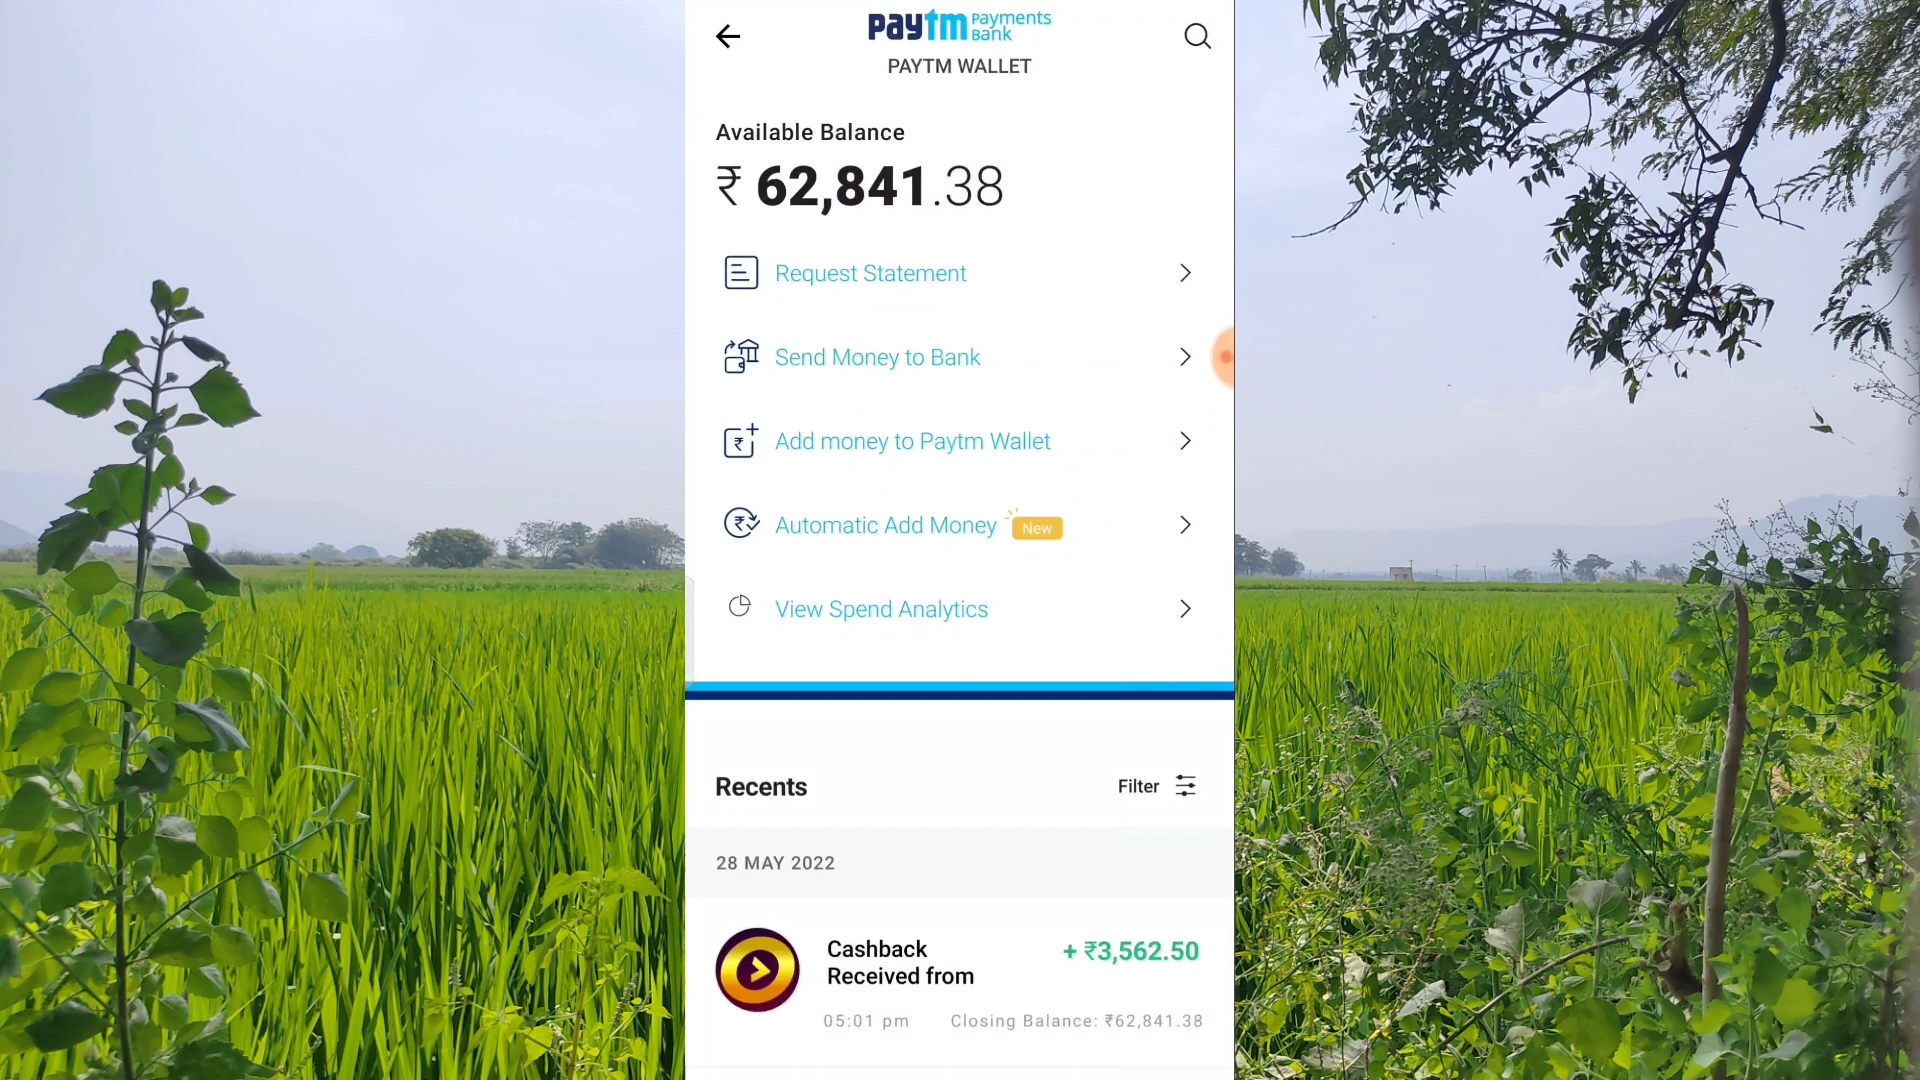 paytm Payments Bank
PAYTM WALLET
Available Balance
₹ 62,841.38
Request Statement
Send Money to Bank
Add money to Paytm Wallet
Automatic Add Money New
View Spend Analytics
Recents
Filter
28 MAY 2022
Cashback
Received from
+ ₹3,562.50
05:01 pm
Closing Balance: ₹62,841.38